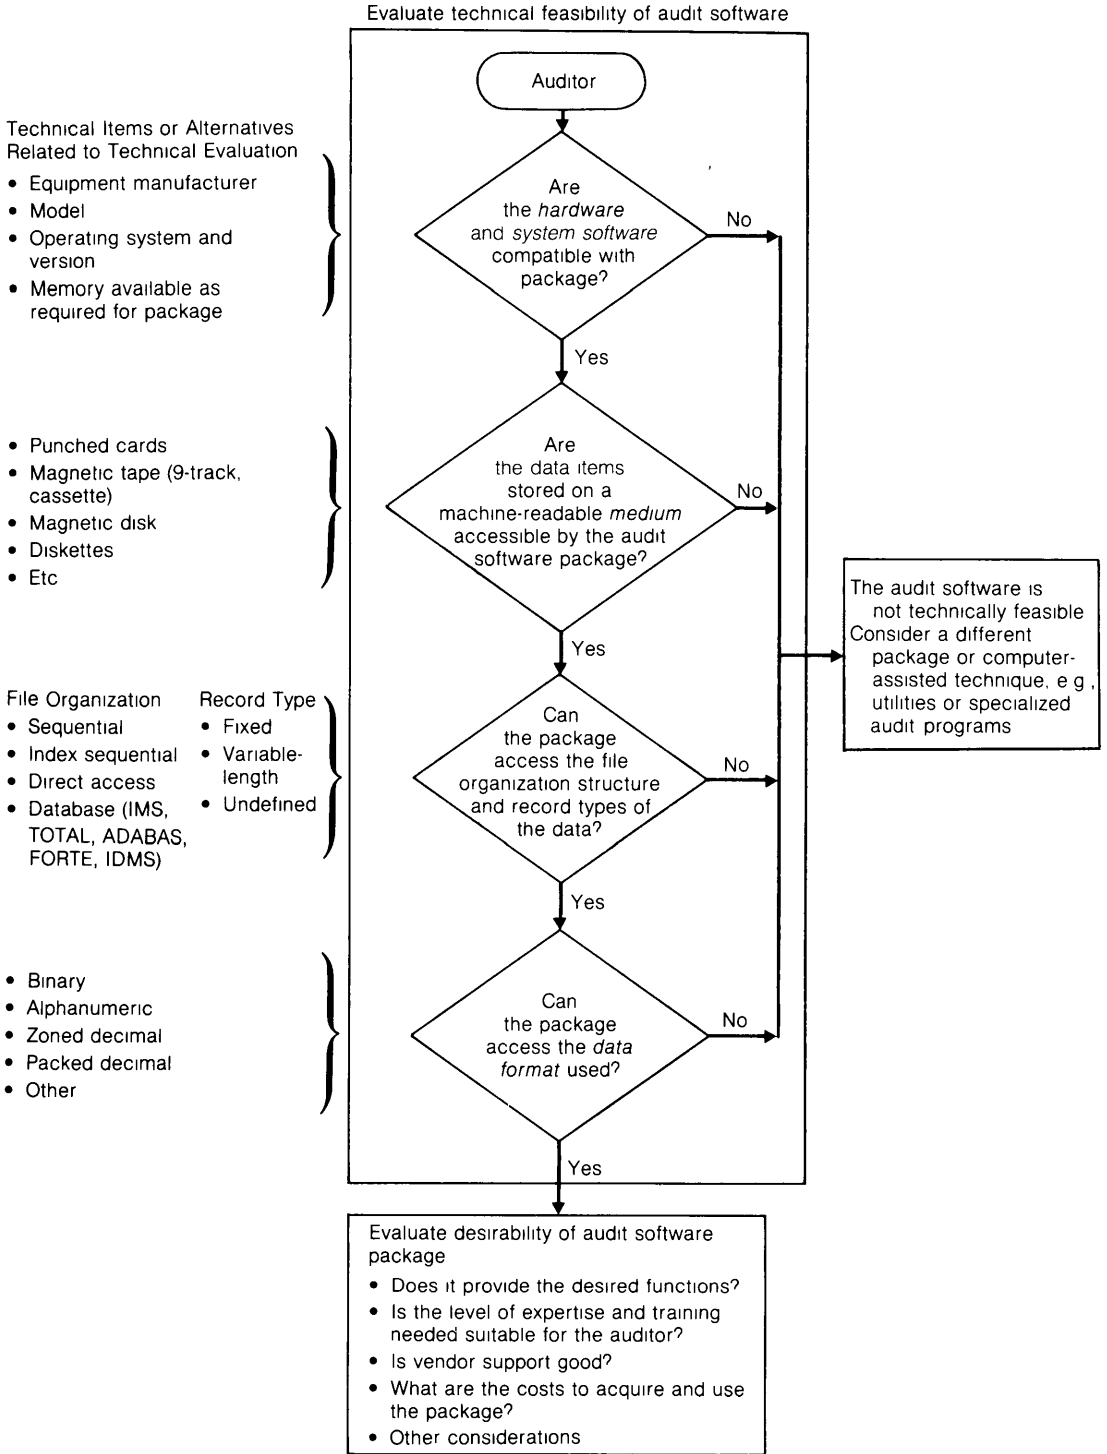 Evaluate technical feasibility of audit software
Auditor
Technical Items or Alternatives
Related to Technical Evaluation
• Equipment manufacturer
• Model
• Operating system and
version
• Memory available as
required for package
Are
the hardware
and system software
compatible with
package?
No
Yes
• Punched cards
• Magnetic tape (9-track,
cassette)
• Magnetic disk
• Diskettes
• Etc
Are
the data items
stored on a
machine-readable medium
accessible by the audit
software package?
No
Yes
The audit software is
not technically feasible
Consider a different
package or computer-
assisted technique, e g ,
utilities or specialized
audit programs
File Organization
• Sequential
• Index sequential
• Direct access
• Database (IMS,
TOTAL, ADABAS,
FORTE, IDMS)
Record Type
• Fixed
• Variable-
length
• Undefined
Can
the package
access the file
organization structure
and record types of
the data?
No
Yes
• Binary
• Alphanumeric
• Zoned decimal
• Packed decimal
• Other
Can
the package
access the data
format used?
No
Yes
Evaluate desirability of audit software
package
• Does it provide the desired functions?
• Is the level of expertise and training
needed suitable for the auditor?
• Is vendor support good?
• What are the costs to acquire and use
the package?
• Other considerations